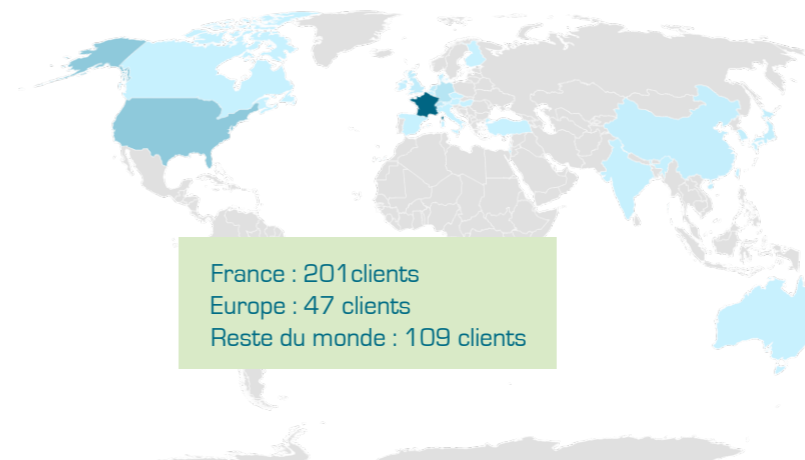 France : 201clients
Europe : 47 clients
Reste du monde : 109 clients